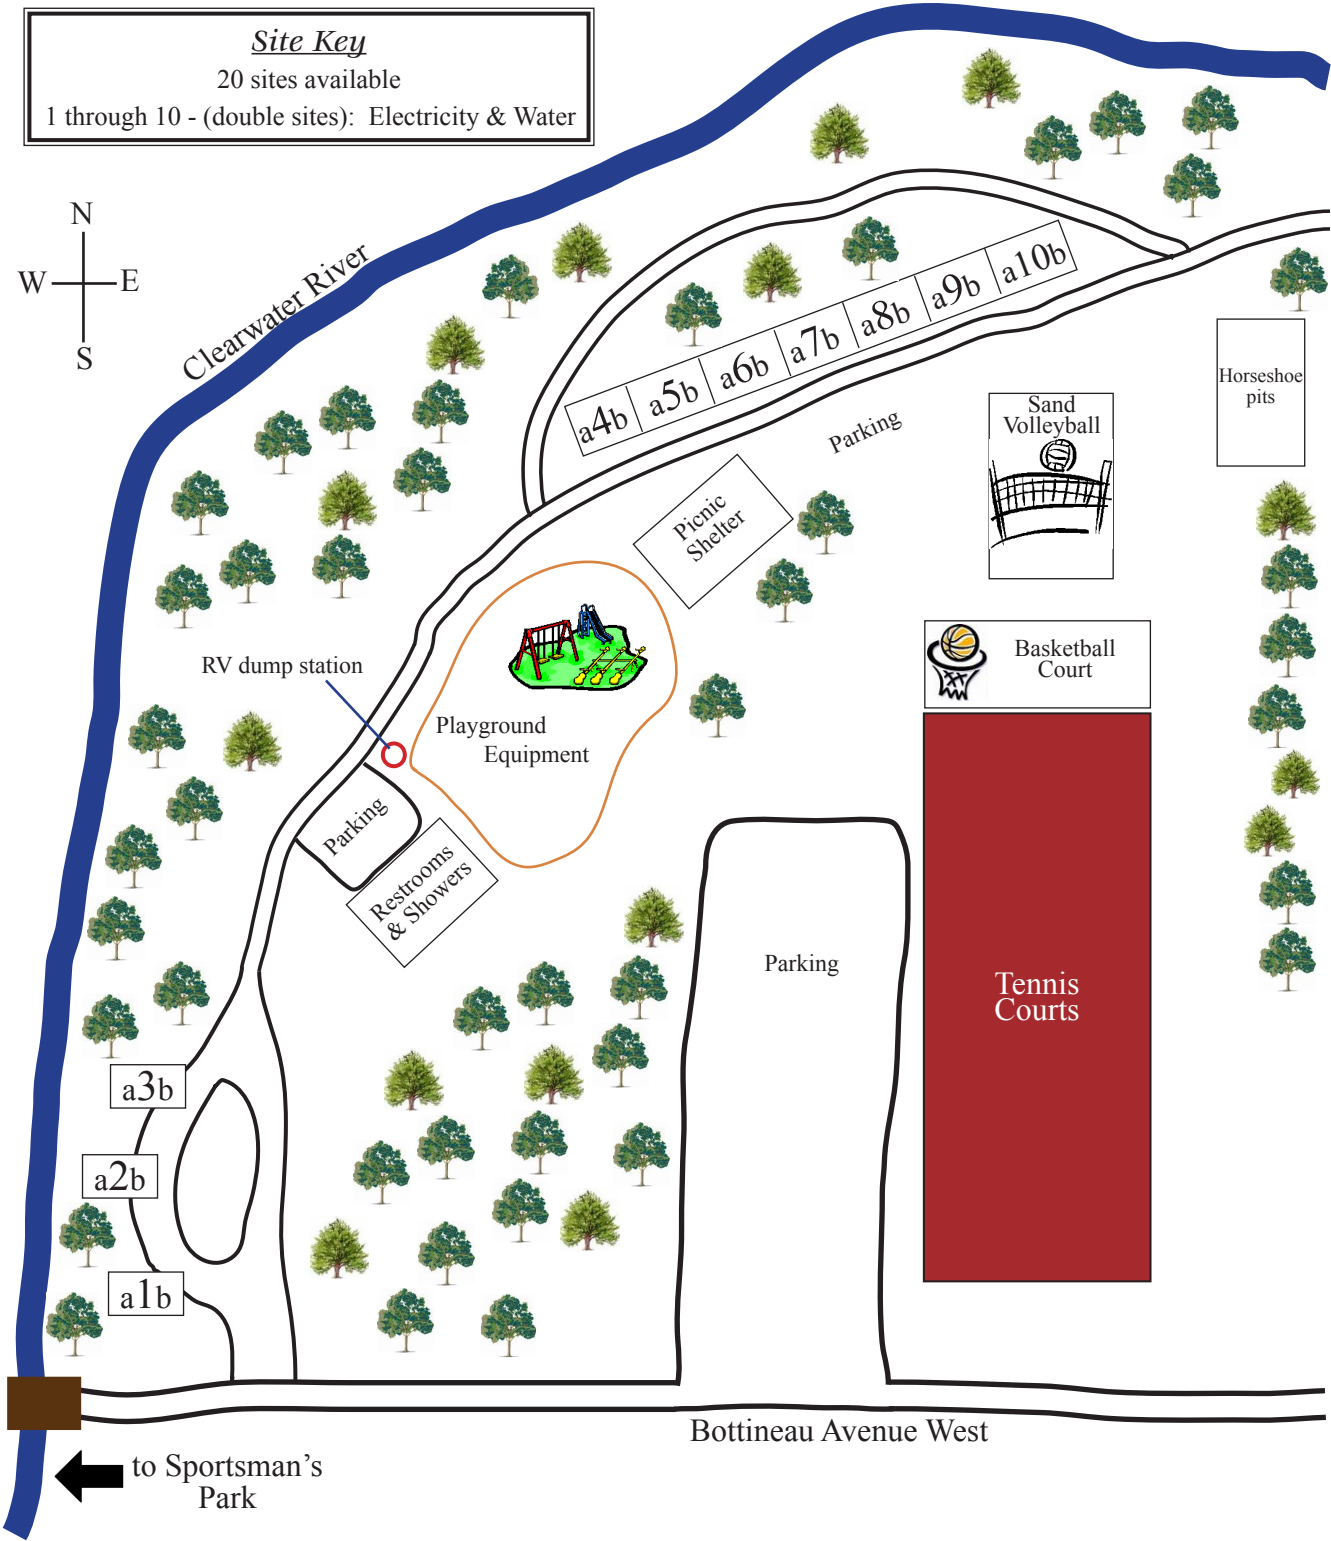 Site Key
20 sites available
1 through 10 - (double sites): Electricity & Water
N
W
E
S
Clearwater River
a10b
a9b
a8b
a7b
a6b
a5b
a4b
Parking
Horseshoe
pits
Sand
Volleyball
Picnic
Shelter
Basketball
Court
RV dump station
Playground
Equipment
Parking
Restrooms
& Showers
Parking
Tennis
Courts
a3b
a2b
a1b
Bottineau Avenue West
to Sportsman's
Park